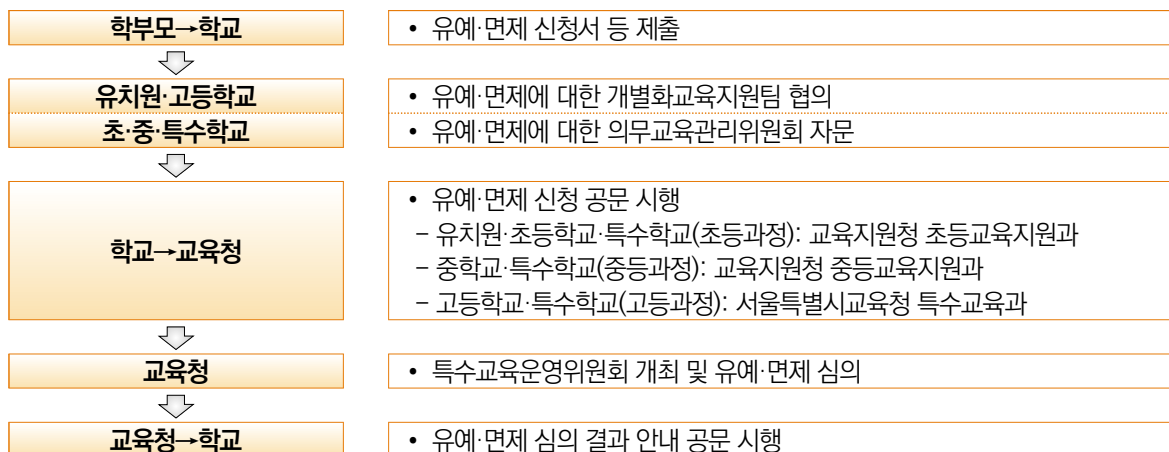 학부모→학교
• 유예·면제 신청서 등 제출
유치원·고등학교
• 유예·면제에 대한 개별화교육지원팀 협의
초·중·특수학교
• 유예·면제에 대한 의무교육관리위원회 자문
학교→교육청
• 유예·면제 신청 공문 시행
– 유치원·초등학교·특수학교(초등과정): 교육지원청 초등교육지원과
– 중학교·특수학교(중등과정): 교육지원청 중등교육지원과
– 고등학교·특수학교(고등과정): 서울특별시교육청 특수교육과
교육청
• 특수교육운영위원회 개최 및 유예·면제 심의
교육청→학교
• 유예·면제 심의 결과 안내 공문 시행